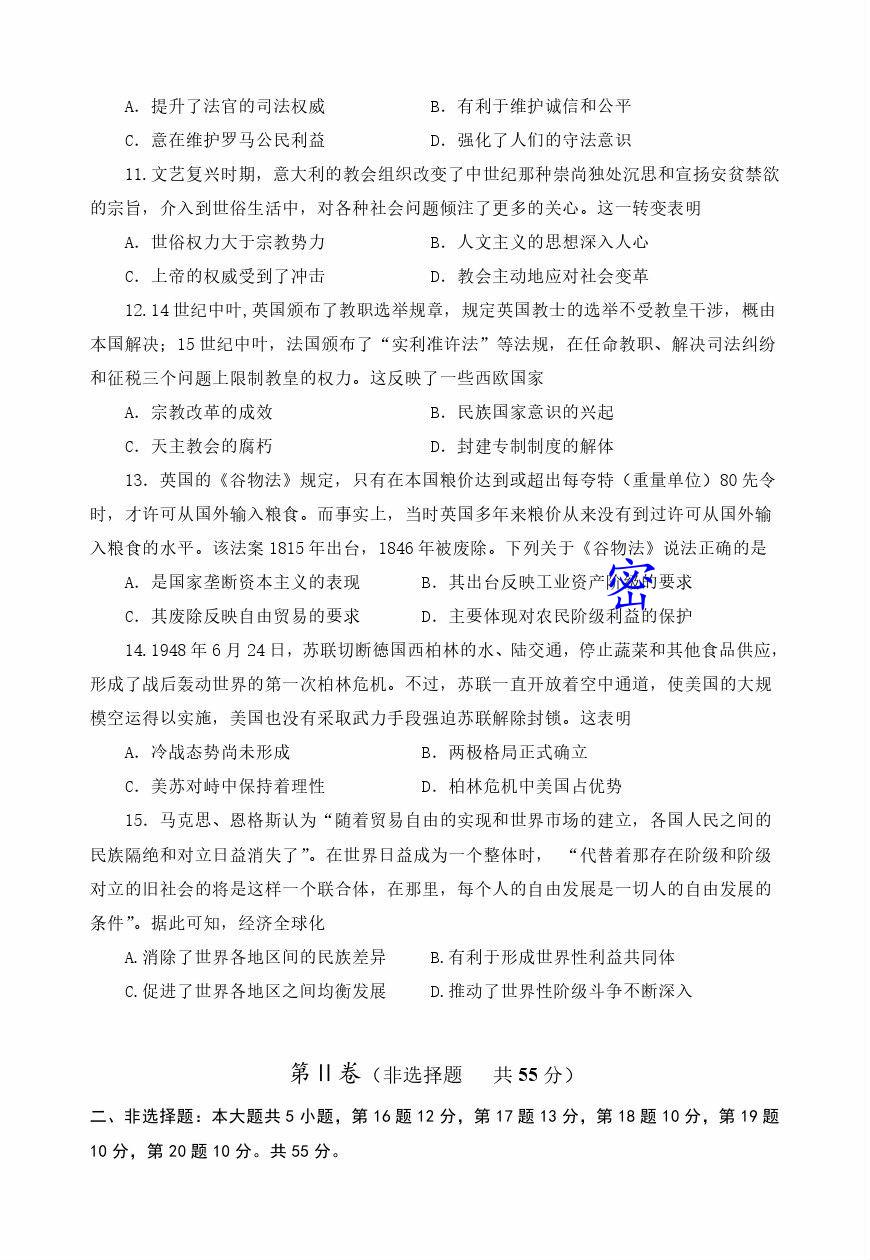 A. 提升了法官的司法权威 B. 有利于维护诚信和公平
C. 意在维护罗马公民利益 D. 强化了人们的守法意识
11.文艺复兴时期，意大利的教会组织改变了中世纪那种崇尚独处沉思和宣扬安贫禁欲
的宗旨，介入到世俗生活中，对各种社会问题倾注了更多的关心。这一转变表明
A. 世俗权力大于宗教势力 B. 人文主义的思想深入人心
C. 上帝的权威受到了冲击 D. 教会主动地应对社会变革
12.14世纪中叶,英国颁布了教职选举规章，规定英国教士的选举不受教皇干涉，概由
本国解决；15世纪中叶，法国颁布了“实利准许法”等法规，在任命教职、解决司法纠纷
和征税三个问题上限制教皇的权力。这反映了一些西欧国家
A. 宗教改革的成效 B. 民族国家意识的兴起
C. 天主教会的腐朽 D. 封建专制制度的解体
13. 英国的《谷物法》规定，只有在本国粮价达到或超出每夸特（重量单位）80先令
时，才许可从国外输入粮食。而事实上，当时英国多年来粮价从来没有到过许可从国外输
入粮食的水平。该法案1815年出台，1846年被废除。下列关于《谷物法》说法正确的是
A. 是国家垄断资本主义的表现 B. 其出台反映工业资产阶级的要求
密
C. 其废除反映自由贸易的要求 D. 主要体现对农民阶级利益的保护
14.1948年6月24日，苏联切断德国西柏林的水、陆交通，停止蔬菜和其他食品供应，
形成了战后轰动世界的第一次柏林危机。不过，苏联一直开放着空中通道，使美国的大规
模空运得以实施，美国也没有采取武力手段强迫苏联解除封锁。这表明
A. 冷战态势尚未形成 B. 两极格局正式确立
C. 美苏对峙中保持着理性 D. 柏林危机中美国占优势
15. 马克思、恩格斯认为“随着贸易自由的实现和世界市场的建立，各国人民之间的
民族隔绝和对立日益消失了”。在世界日益成为一个整体时， “代替着那存在阶级和阶级
对立的旧社会的将是这样一个联合体，在那里，每个人的自由发展是一切人的自由发展的
条件”。据此可知，经济全球化
A.消除了世界各地区间的民族差异 B.有利于形成世界性利益共同体
C.促进了世界各地区之间均衡发展 D.推动了世界性阶级斗争不断深入
第Ⅱ卷（非选择题 共55分）
二、非选择题：本大题共5小题，第16题12分，第17题13分，第18题10分，第19题
10分，第20题10分。共55分。